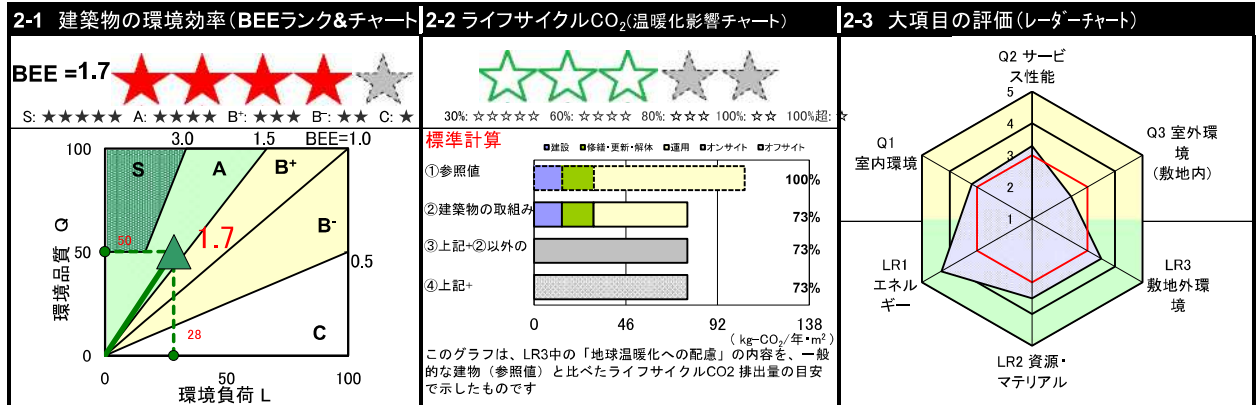 2-1 建築物の環境効率(BEEランク&チャート
BEE =1.7
S: ★★★★★ A: ★★★★ B⁺: ★★★ B⁻: ★★ C: ★
3.0 1.5 BEE=1.0
100
S A B⁺
B⁻
50
50
1.7
0.5
28
C
0
0 50 100
環境品質 Q
環境負荷 L
2-2 ライフサイクルCO₂(温暖化影響チャート)
30%: ☆☆☆☆☆ 60%: ☆☆☆☆ 80%: ☆☆☆ 100%: ☆☆ 100%超: ☆
標準計算
建設 修繕・更新・解体 運用 オンサイト オフサイト
①参照値 100%
②建築物の取組み 73%
③上記+②以外の 73%
④上記+ 73%
0 46 92 138
(kg-CO₂/年・㎡)
このグラフは、LR3中の「地球温暖化への配慮」の内容を、一般
的な建物(参照値)と比べたライフサイクルCO2 排出量の目安
で示したものです
2-3 大項目の評価(レーダーチャート)
Q2 サービ
ス性能
5
4
3
2
1
Q1
室内環境
Q3 室外環
境
(敷地内)
LR1
エネル
ギー
LR3
敷地外環
境
LR2 資源・
マテリアル